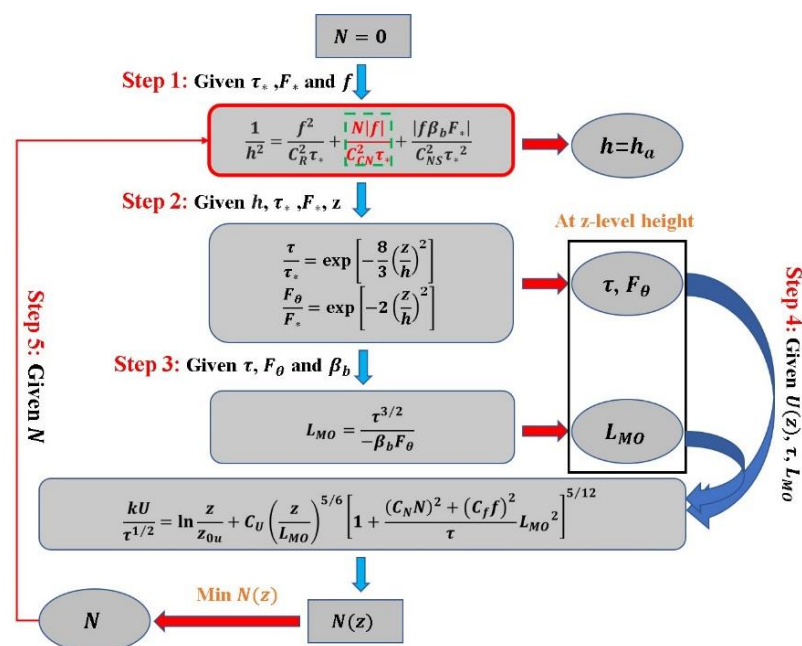 N = 0
Step 1: Given τ* ,F* and f
1/h² = f²/(C_R² τ*) + N|f|/(C_CN² τ*) + |fβ_b F*|/(C_NS² τ*²)
h=h_a
Step 2: Given h, τ* ,F*, z
At z-level height
τ/τ* = exp[−8/3 (z/h)²]
F_θ/F* = exp[−2 (z/h)²]
τ, F_θ
Step 3: Given τ, F_θ and β_b
L_MO = τ^(3/2)/(−β_b F_θ)
L_MO
Step 4: Given U(z), τ, L_MO
Step 5: Given N
kU/τ^(1/2) = ln z/z_0u + C_U (z/L_MO)^(5/6) [1 + ((C_N N)² + (C_f f)²)/τ L_MO²]^(5/12)
N
Min N(z)
N(z)